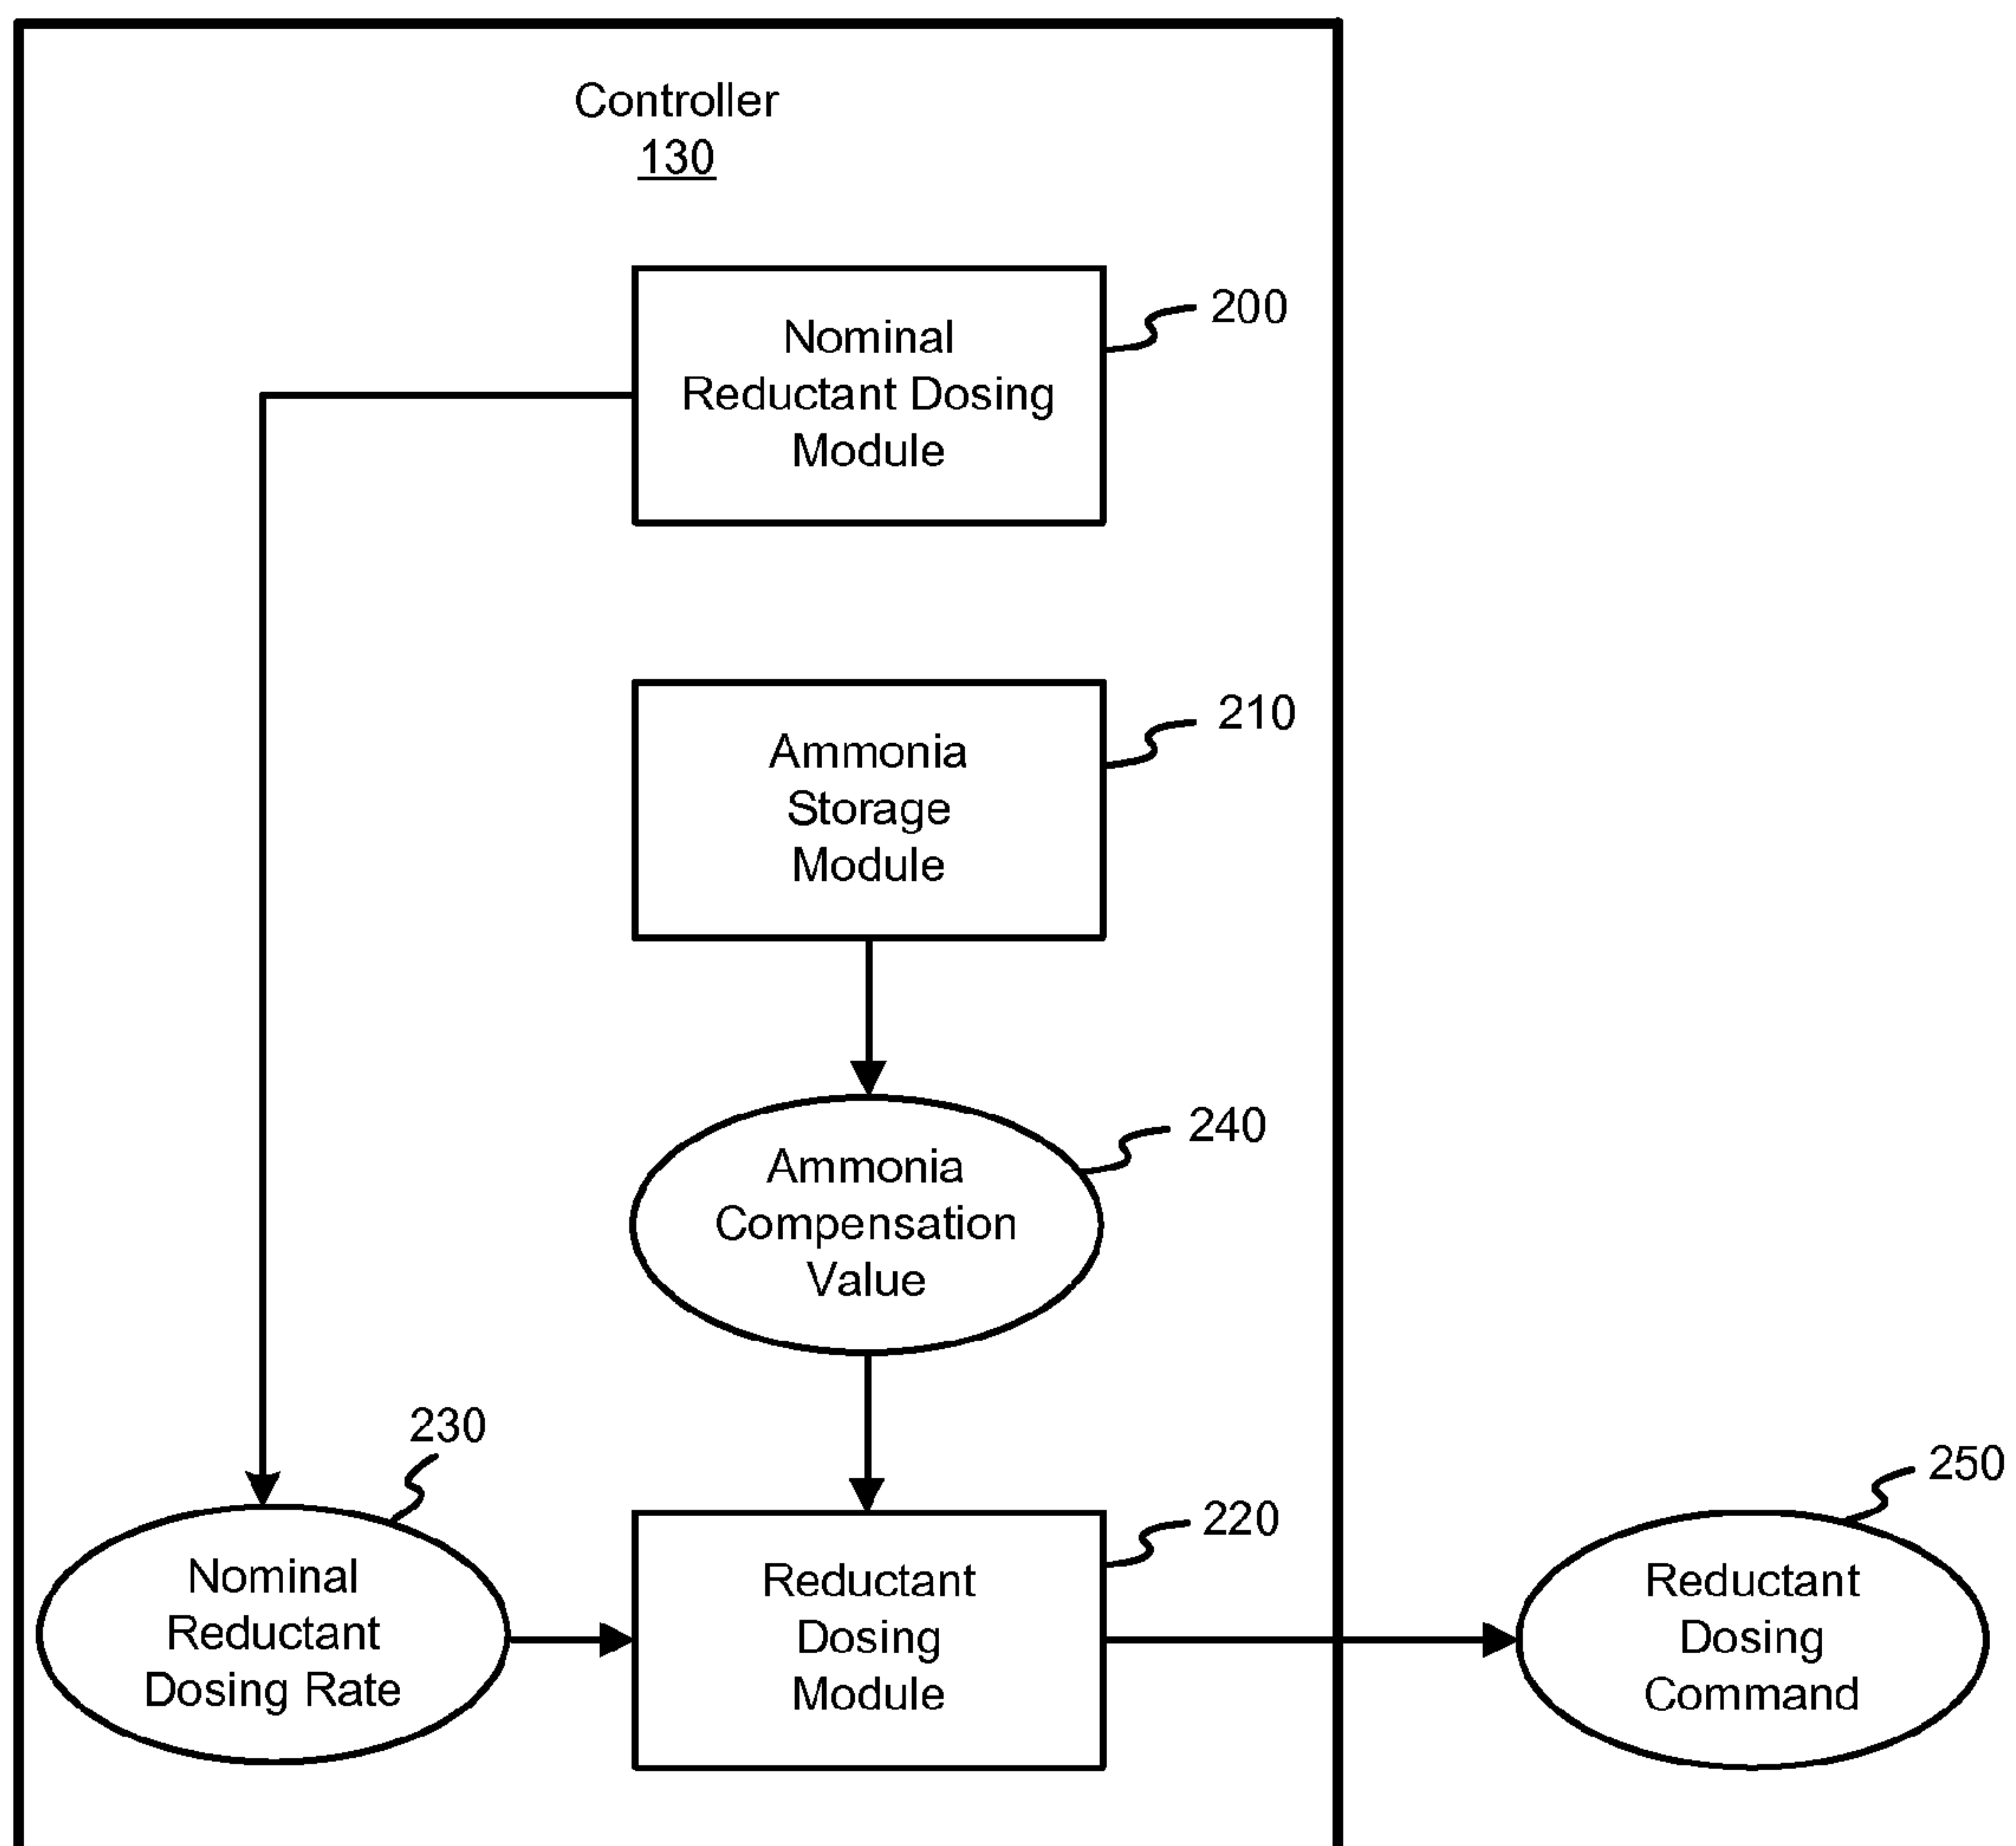 Controller
130
200
Nominal
Reductant Dosing
Module
210
Ammonia
Storage
Module
240
Ammonia
Compensation
Value
230
Nominal
Reductant
Dosing Rate
220
Reductant
Dosing
Module
250
Reductant
Dosing
Command